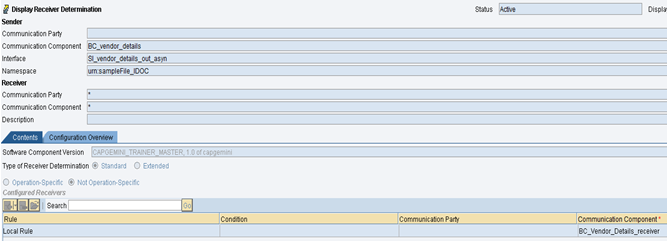 Display Receiver Determination Status Active Display
Sender
Communication Party
Communication Component BC_vendor_details
Interface SI_vendor_details_out_asyn
Namespace urn:sampleFile_IDOC
Receiver
Communication Party *
Communication Component *
Description
Contents Configuration Overview
Software Component Version CAPGEMINI_TRAINER_MASTER, 1.0 of capgemini
Type of Receiver Determination Standard Extended
Operation-Specific Not Operation-Specific
Configured Receivers
Search Go
Rule Condition Communication Party Communication Component *
Local Rule BC_Vendor_Details_receiver